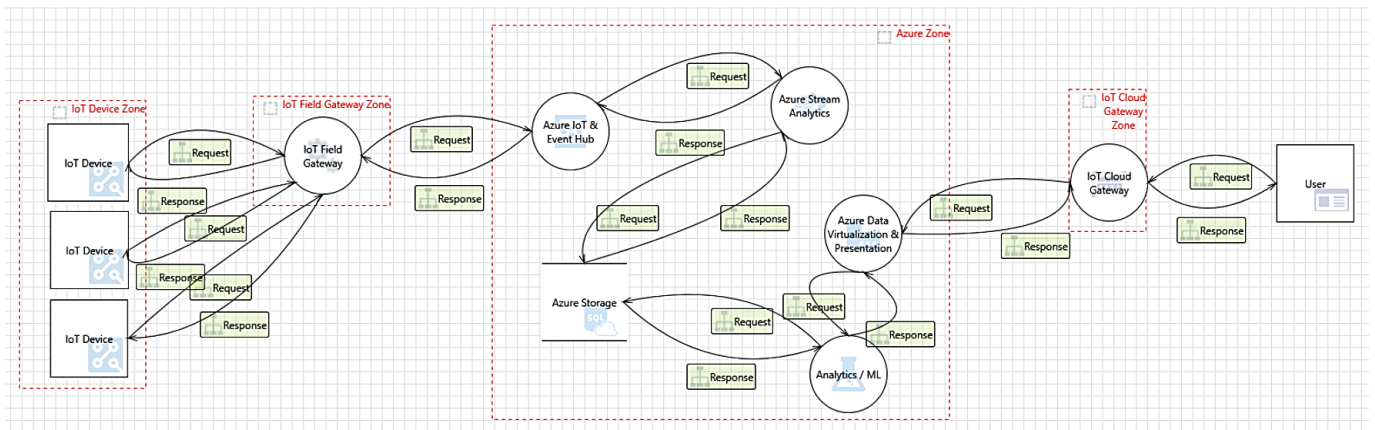 IoT Device Zone
IoT Device
IoT Device
IoT Device
Request
Response
Request
Response
Request
Response
IoT Field Gateway Zone
IoT Field
Gateway
Request
Response
Azure Zone
Azure IoT &
Event Hub
Request
Response
Azure Stream
Analytics
Request
Response
Azure Storage
SQL
Request
Response
Azure Data
Virtualization &
Presentation
Request
Response
Analytics / ML
Request
Response
IoT Cloud
Gateway
Zone
IoT Cloud
Gateway
Request
Response
User